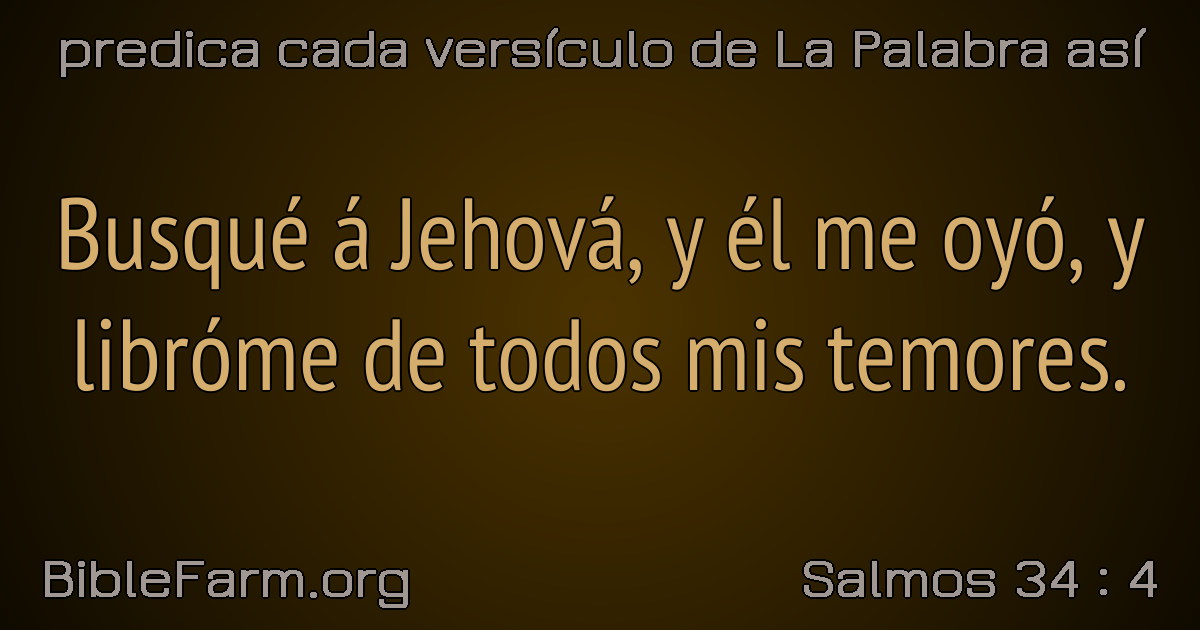 predica cada versículo de La Palabra así
Busqué á Jehová, y él me oyó, y
libróme de todos mis temores.
BibleFarm.org
Salmos 34 : 4